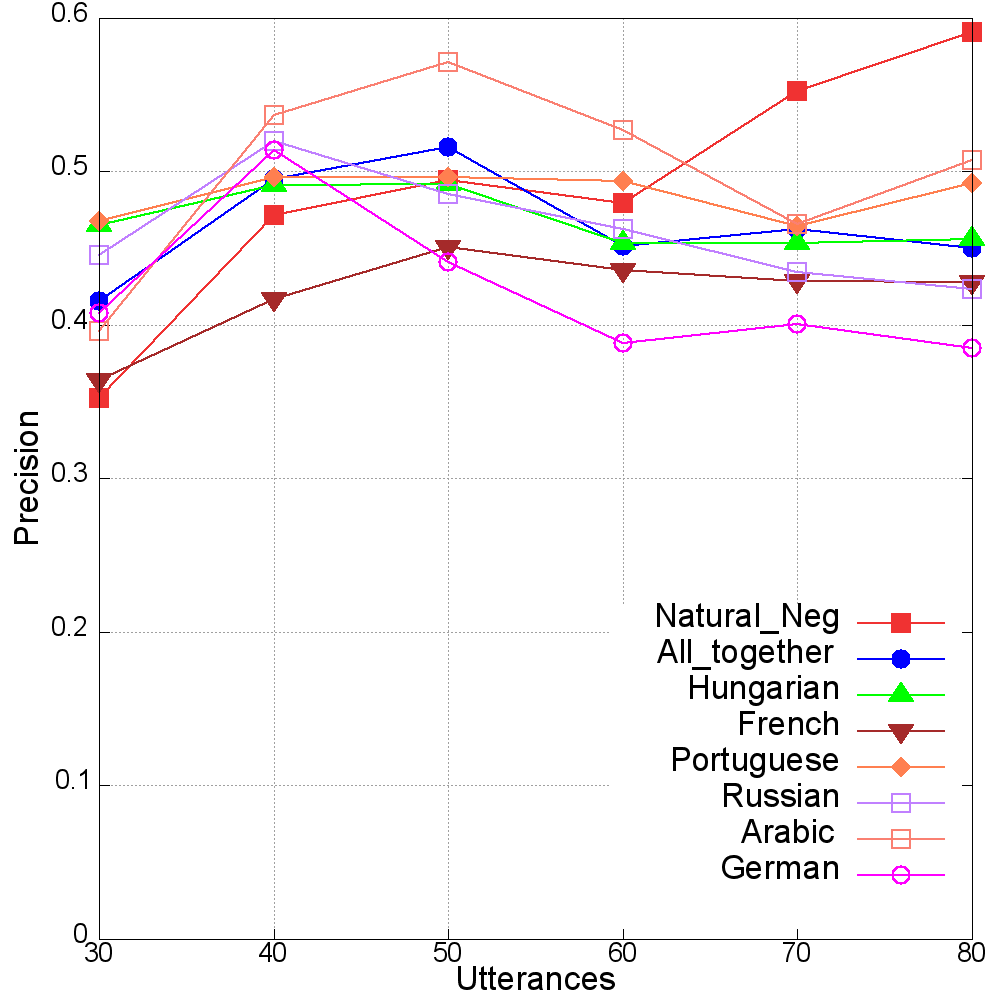 0.6
0.5
0.4
0.3
0.2
0.1
0
Precision
30 40 50 60 70 80
Utterances
Natural_Neg
All_together
Hungarian
French
Portuguese
Russian
Arabic
German